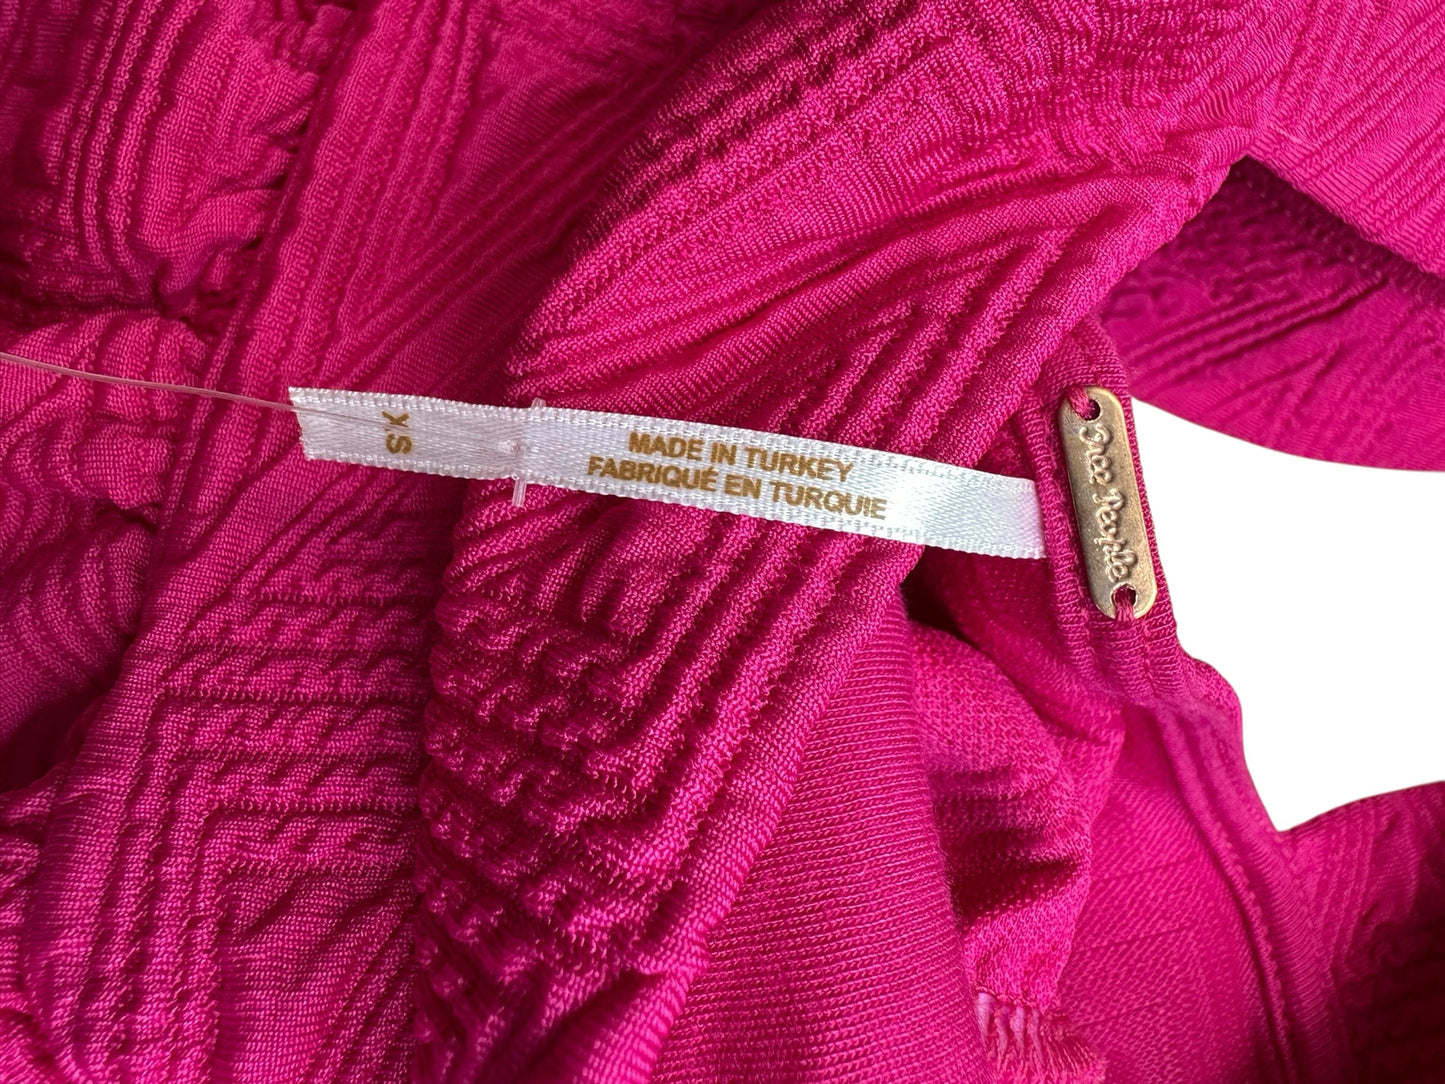 XS
MADE IN TURKEY
FABRIQUÉ EN TURQUIE
Free People